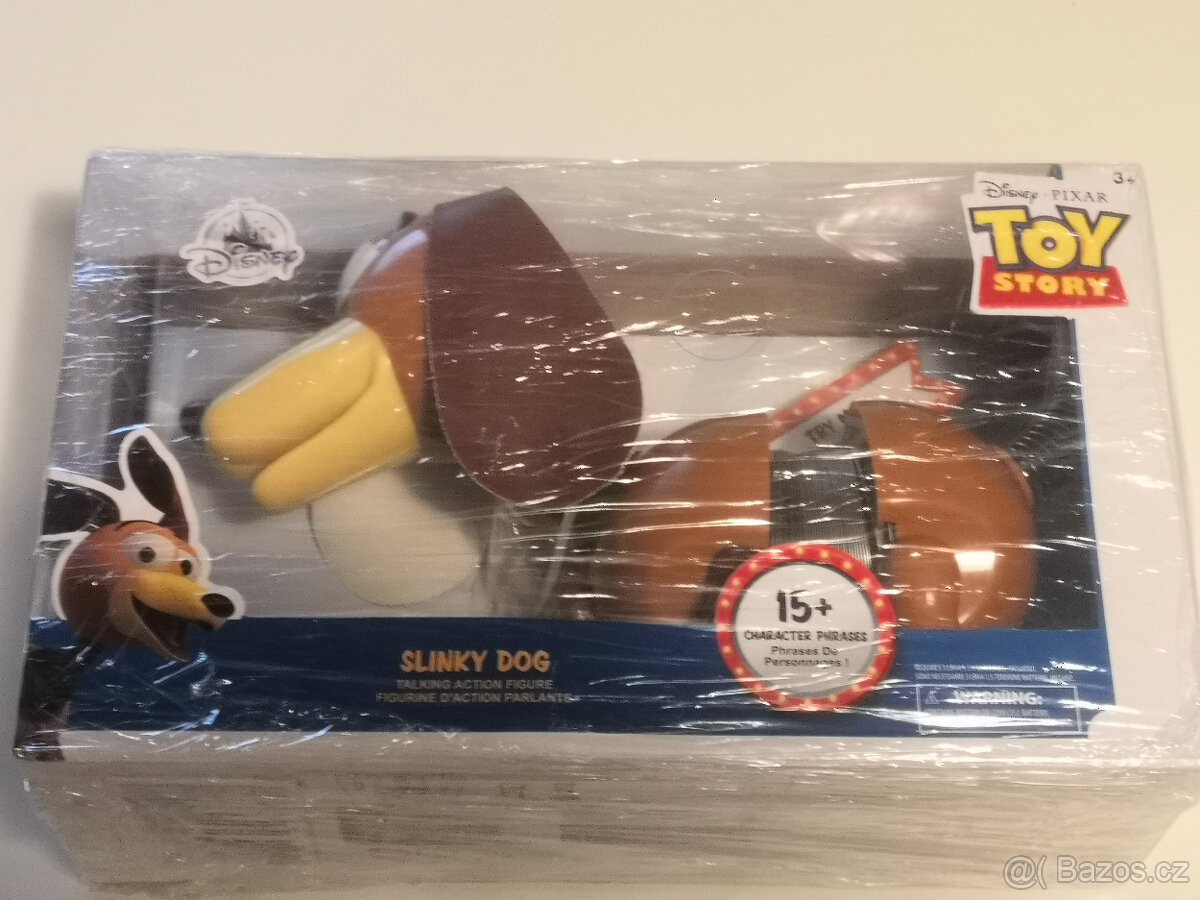 Disney
3+
Disney · PIXAR
TOY
STORY
TRY
15+
CHARACTER PHRASES
Phrases De
Personnages !
SLINKY DOG
TALKING ACTION FIGURE
FIGURINE D'ACTION PARLANTE
WARNING:
@( Bazos.cz